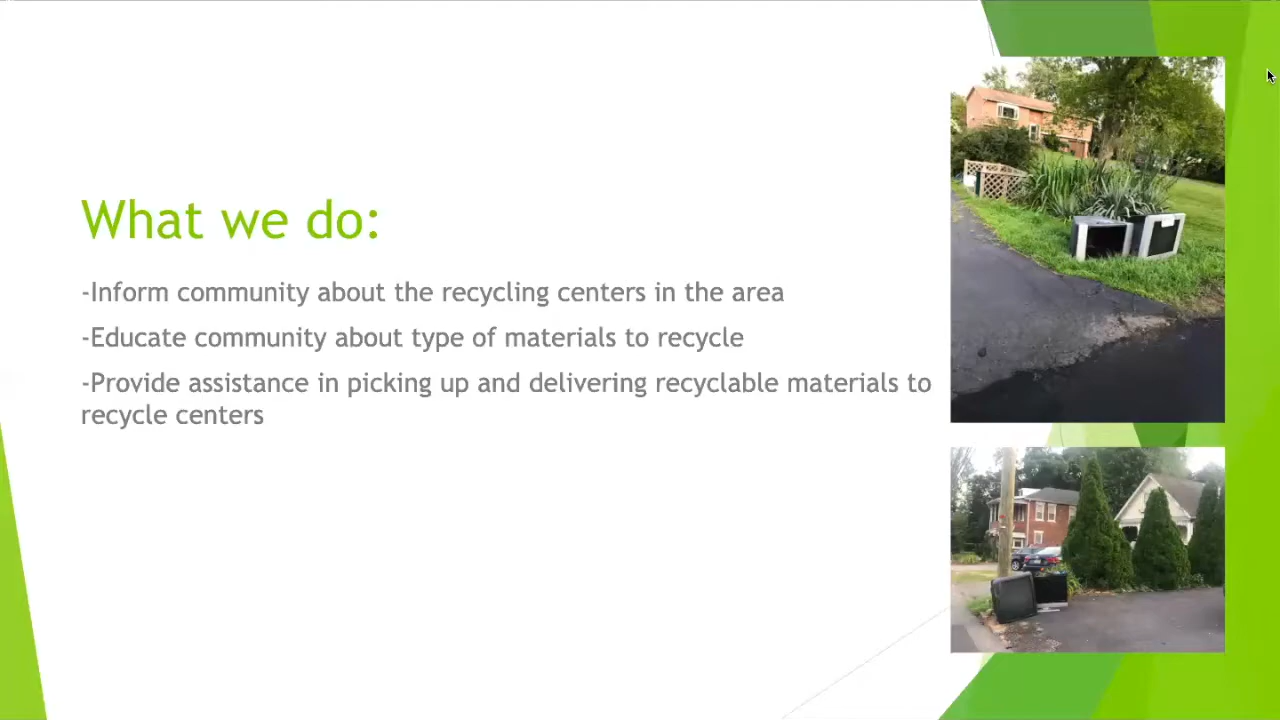 What we do:
-Inform community about the recycling centers in the area
-Educate community about type of materials to recycle
-Provide assistance in picking up and delivering recyclable materials to
recycle centers